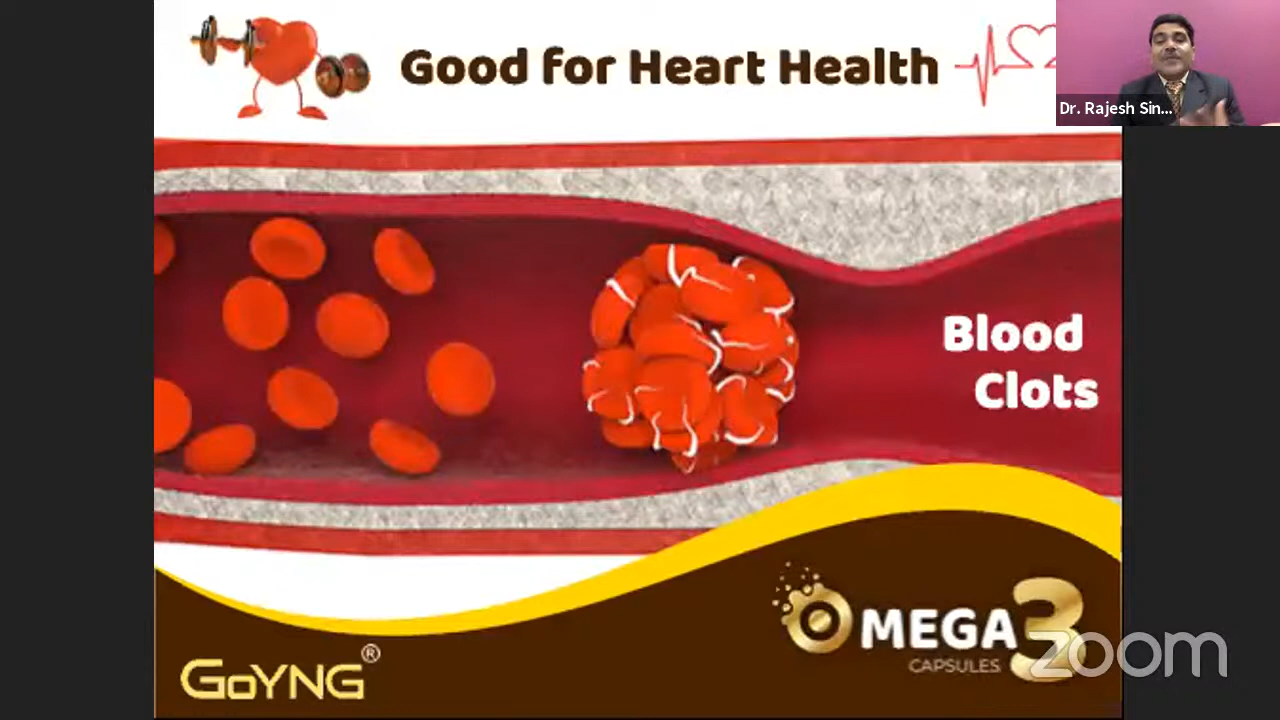 Good for Heart Health
Dr. Rajesh Sin...
Blood
Clots
OMEGA 3
CAPSULES
GOYNG®
zoom